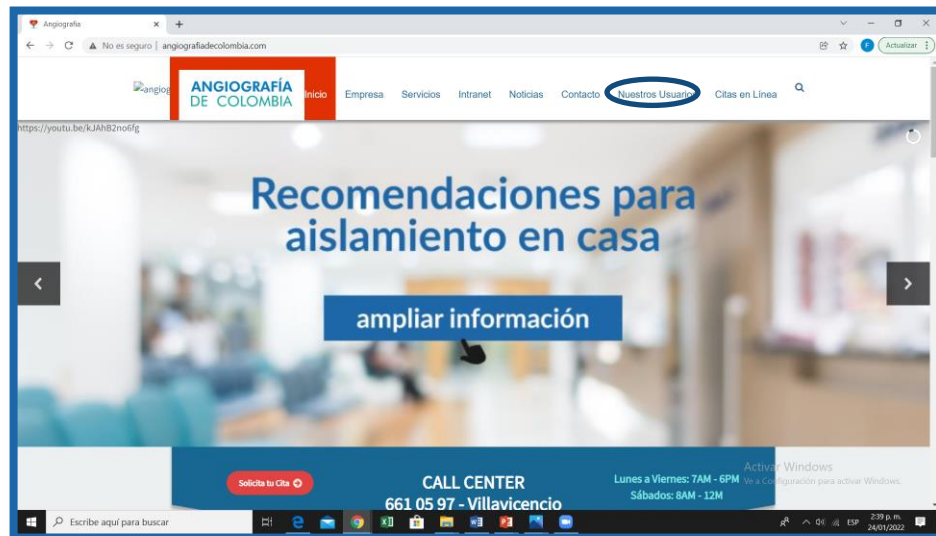 Angiografía
No es seguro | angiografiadecolombia.com
Actualizar
F
angiog
ANGIOGRAFÍA
DE COLOMBIA
Inicio Empresa Servicios Intranet Noticias Contacto Nuestros Usuarios Citas en Línea
https://youtu.be/kJAhB2no6fg
Recomendaciones para
aislamiento en casa
ampliar información
Solicita tu Cita
CALL CENTER
661 05 97 - Villavicencio
Lunes a Viernes: 7AM - 6PM
Sábados: 8AM - 12M
Activar Windows
Ve a Configuración para activar Windows.
Escribe aquí para buscar
ESP
2:39 p. m.
24/01/2022